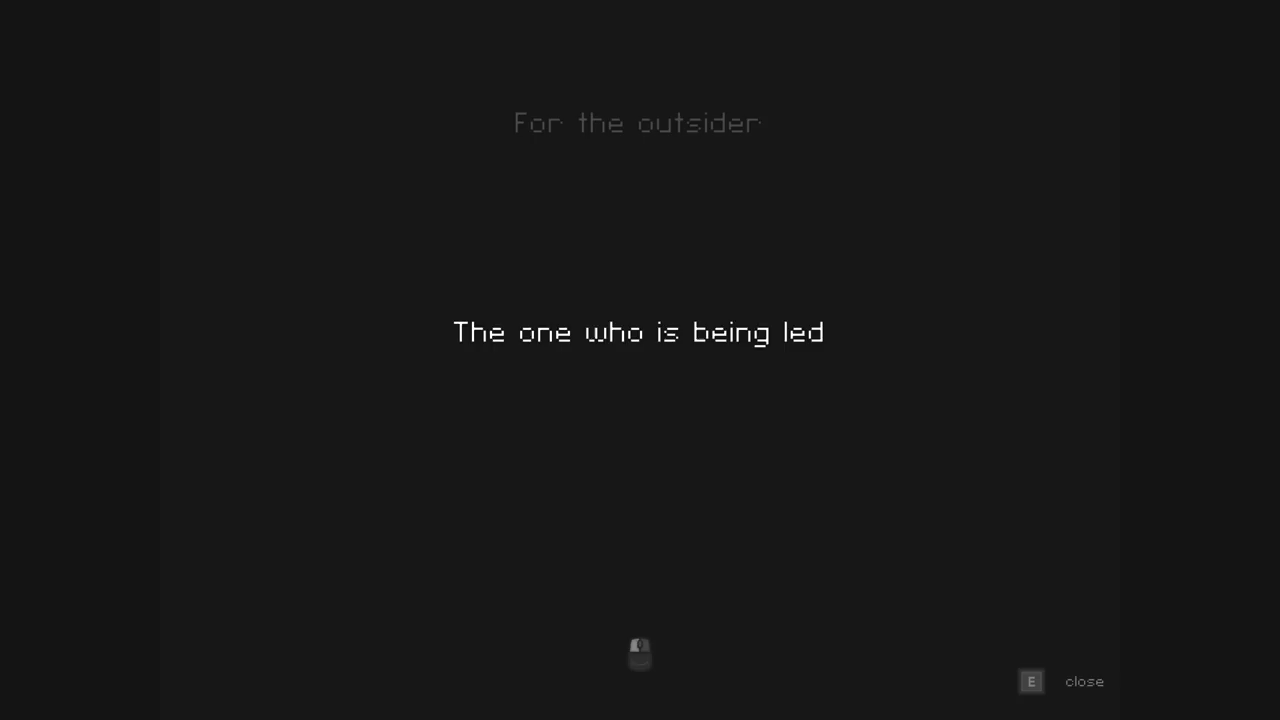 For the outsider
The one who is being led
E close